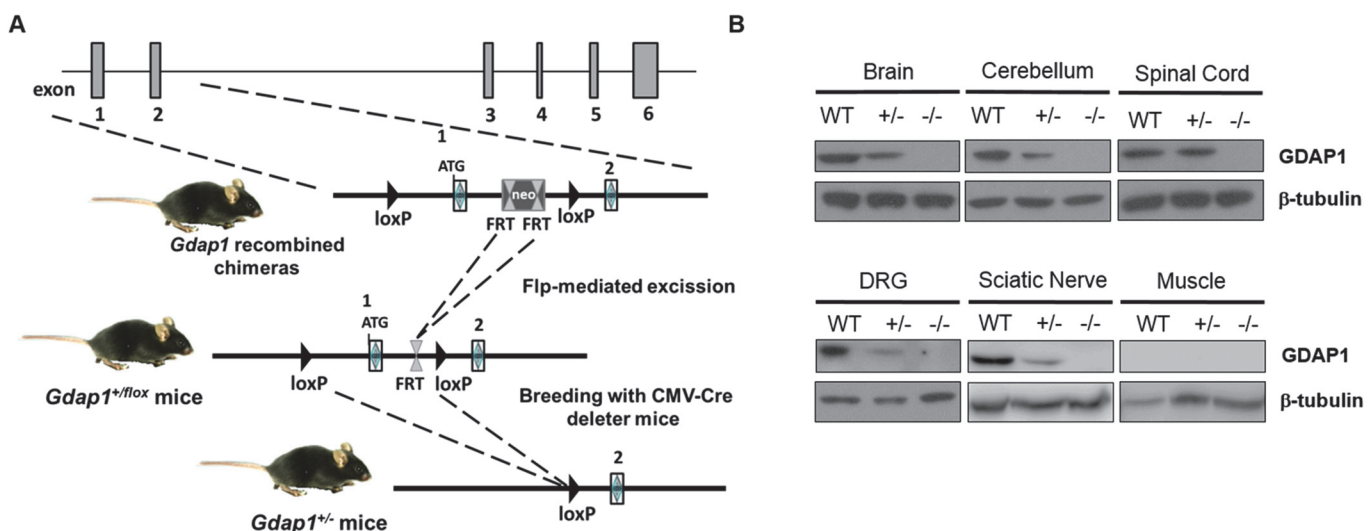 A
exon
1 2 3 4 5 6
1
ATG
neo
2
loxP
loxP
FRT FRT
Gdap1 recombined
chimeras
Flp-mediated excission
1
ATG
2
loxP
FRT
loxP
Gdap1+/flox mice
Breeding with CMV-Cre
deleter mice
2
loxP
Gdap1+/- mice
B
Brain Cerebellum Spinal Cord
WT +/- -/- WT +/- -/- WT +/- -/-
GDAP1
β-tubulin
DRG Sciatic Nerve Muscle
WT +/- -/- WT +/- -/- WT +/- -/-
GDAP1
β-tubulin